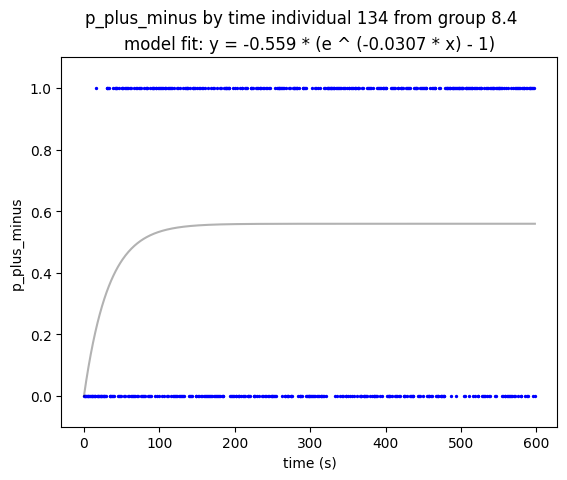 p_plus_minus by time individual 134 from group 8.4
model fit: y = -0.559 * (e ^ (-0.0307 * x) - 1)
1.0
0.8
0.6
0.4
0.2
0.0
p_plus_minus
0 100 200 300 400 500 600
time (s)